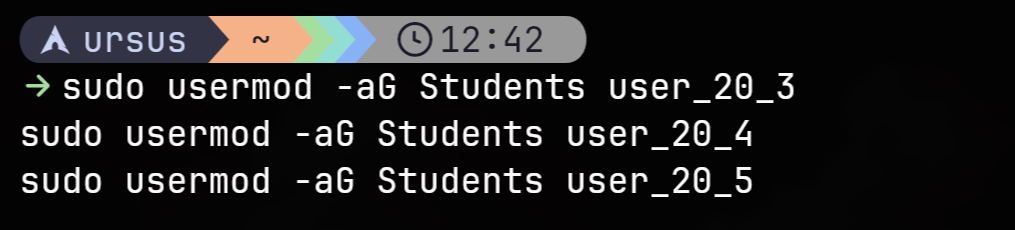 ursus ~ 12:42
→ sudo usermod -aG Students user_20_3
sudo usermod -aG Students user_20_4
sudo usermod -aG Students user_20_5